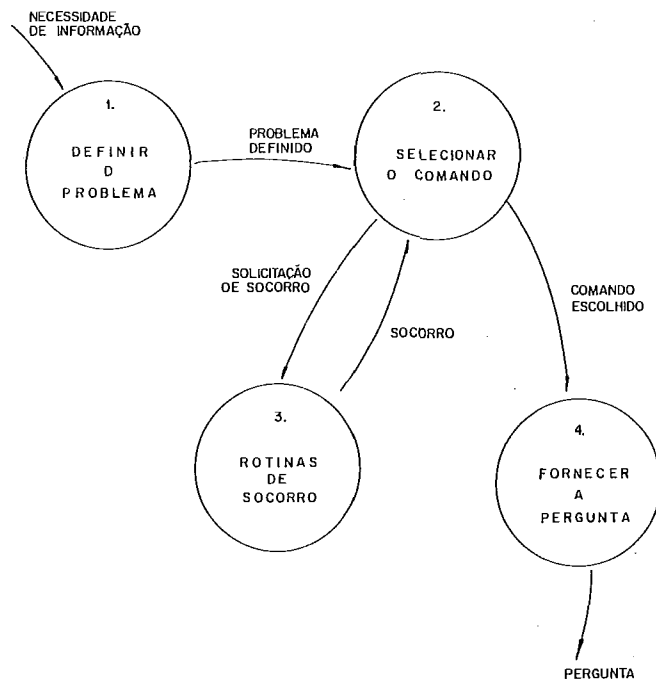 NECESSIDADE
DE INFORMAÇÃO
1.
DEFINIR
O
PROBLEMA
PROBLEMA
DEFINIDO
2.
SELECIONAR
O COMANDO
SOLICITAÇÃO
DE SOCORRO
SOCORRO
COMANDO
ESCOLHIDO
3.
ROTINAS
DE
SOCORRO
4.
FORNECER
A
PERGUNTA
PERGUNTA